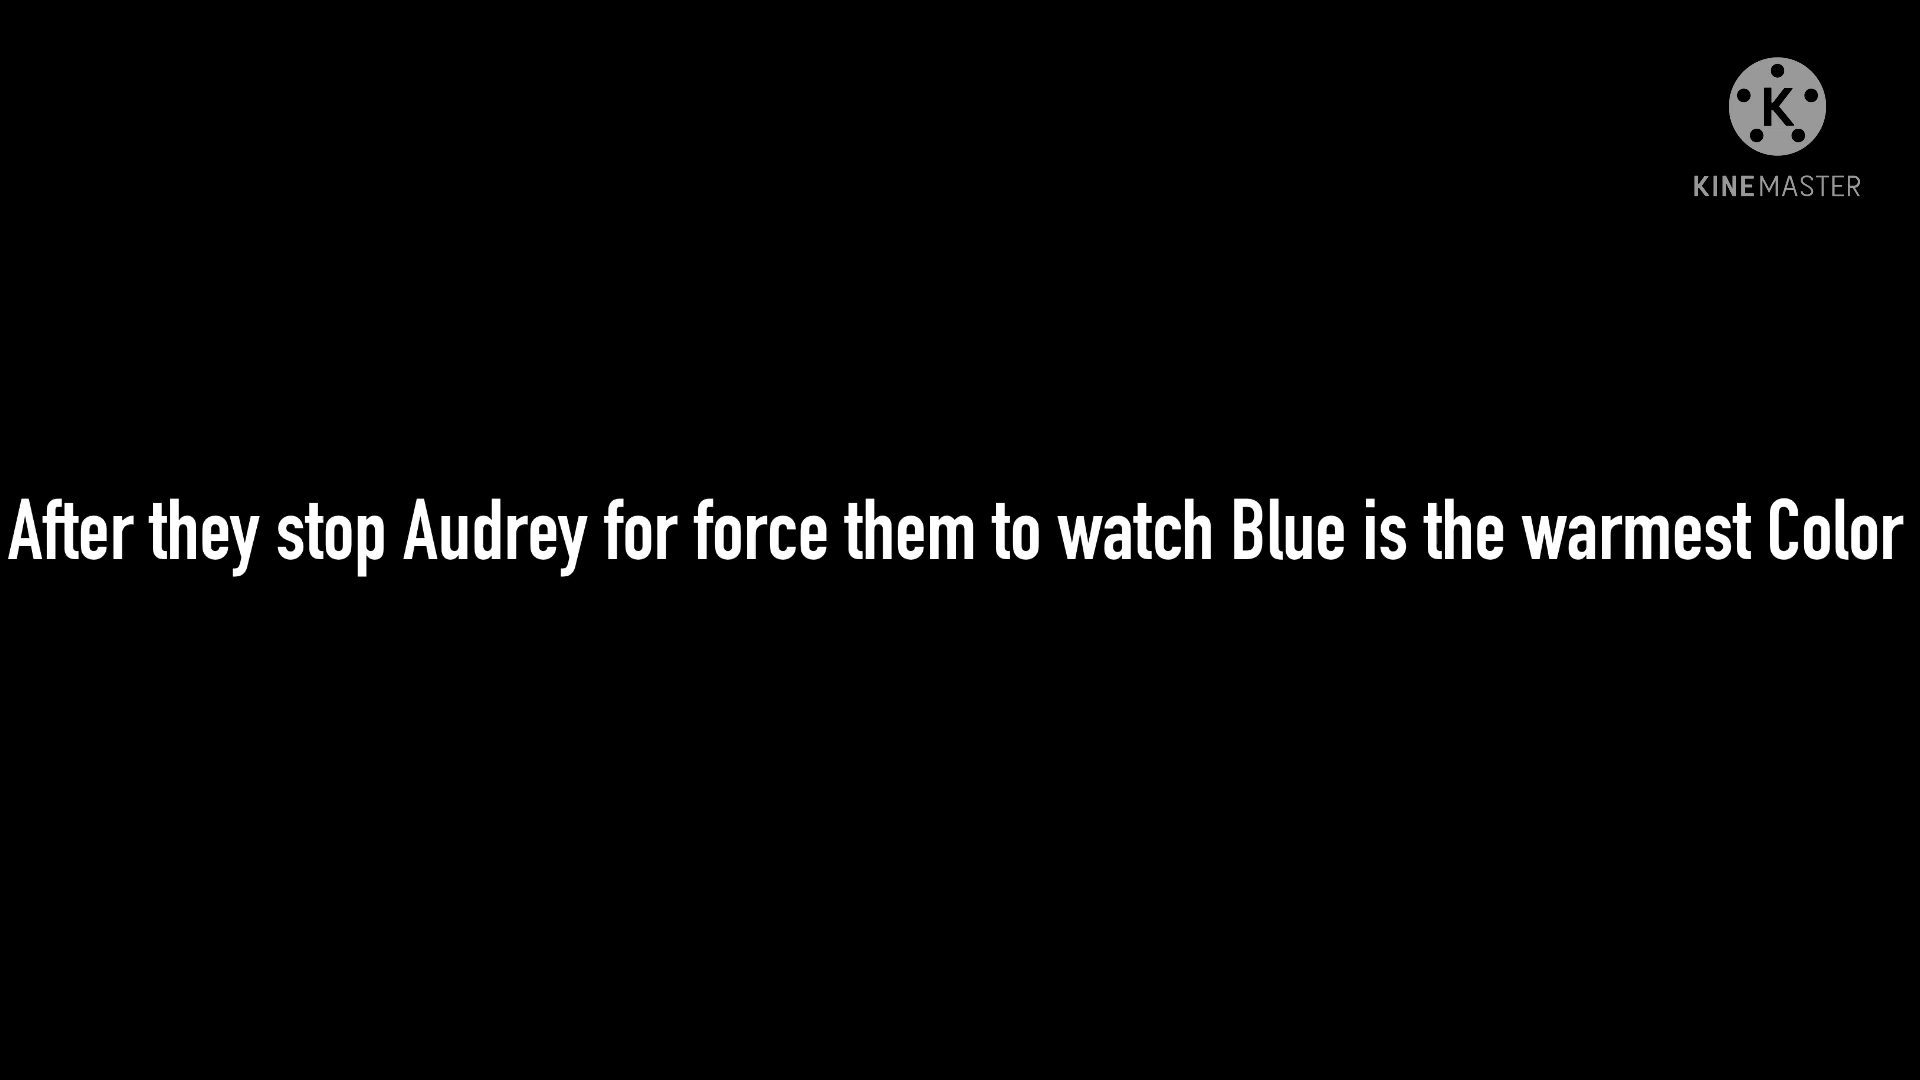 K
KINEMASTER
After they stop Audrey for force them to watch Blue is the warmest Color